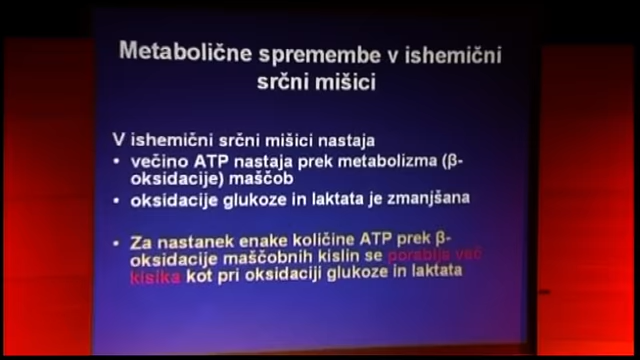 Metabolične spremembe v ishemični
srčni mišici
V ishemični srčni mišici nastaja
• večino ATP nastaja prek metabolizma (β-
oksidacije) maščob
• oksidacije glukoze in laktata je zmanjšana
• Za nastanek enake količine ATP prek β-
oksidacije maščobnih kislin se porablja več
kisika kot pri oksidaciji glukoze in laktata